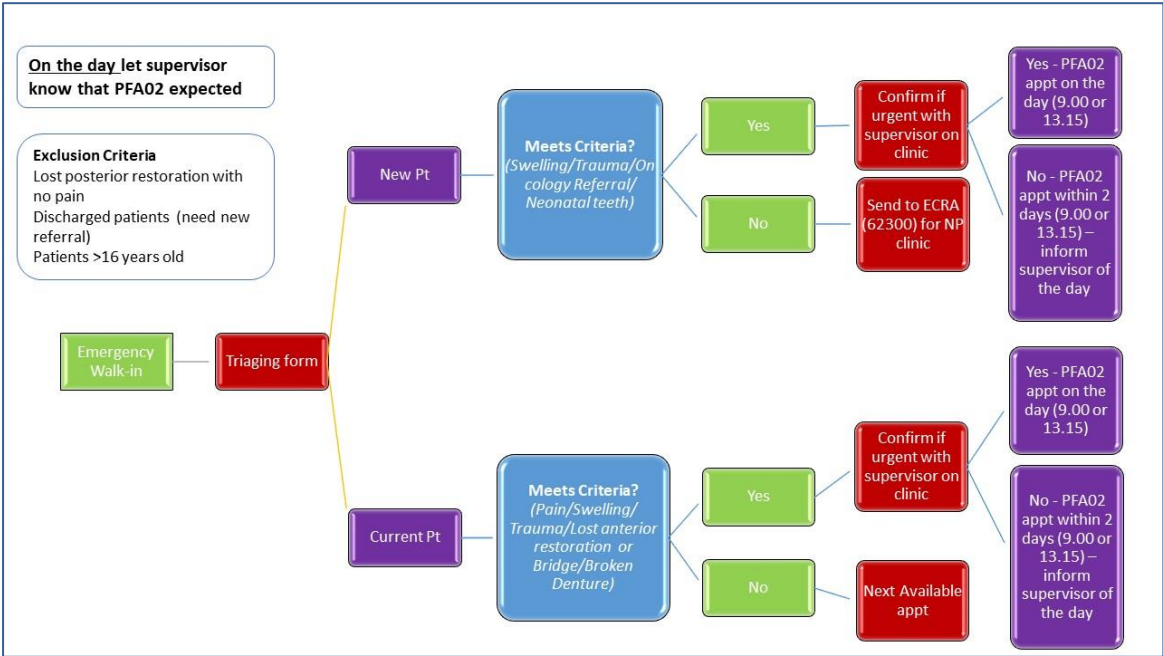 On the day let supervisor
know that PFA02 expected
Exclusion Criteria
Lost posterior restoration with
no pain
Discharged patients (need new
referral)
Patients >16 years old
Emergency
Walk-in
Triaging form
New Pt
Meets Criteria?
(Swelling/Trauma/On
cology Referral/
Neonatal teeth)
Yes
No
Confirm if
urgent with
supervisor on
clinic
Send to ECRA
(62300) for NP
clinic
Yes - PFA02
appt on the
day (9.00 or
13.15)
No - PFA02
appt within 2
days (9.00 or
13.15) –
inform
supervisor of
the day
Current Pt
Meets Criteria?
(Pain/Swelling/
Trauma/Lost anterior
restoration or
Bridge/Broken
Denture)
Yes
No
Confirm if
urgent with
supervisor on
clinic
Next Available
appt
Yes - PFA02
appt on the
day (9.00 or
13.15)
No - PFA02
appt within 2
days (9.00 or
13.15) –
inform
supervisor of
the day